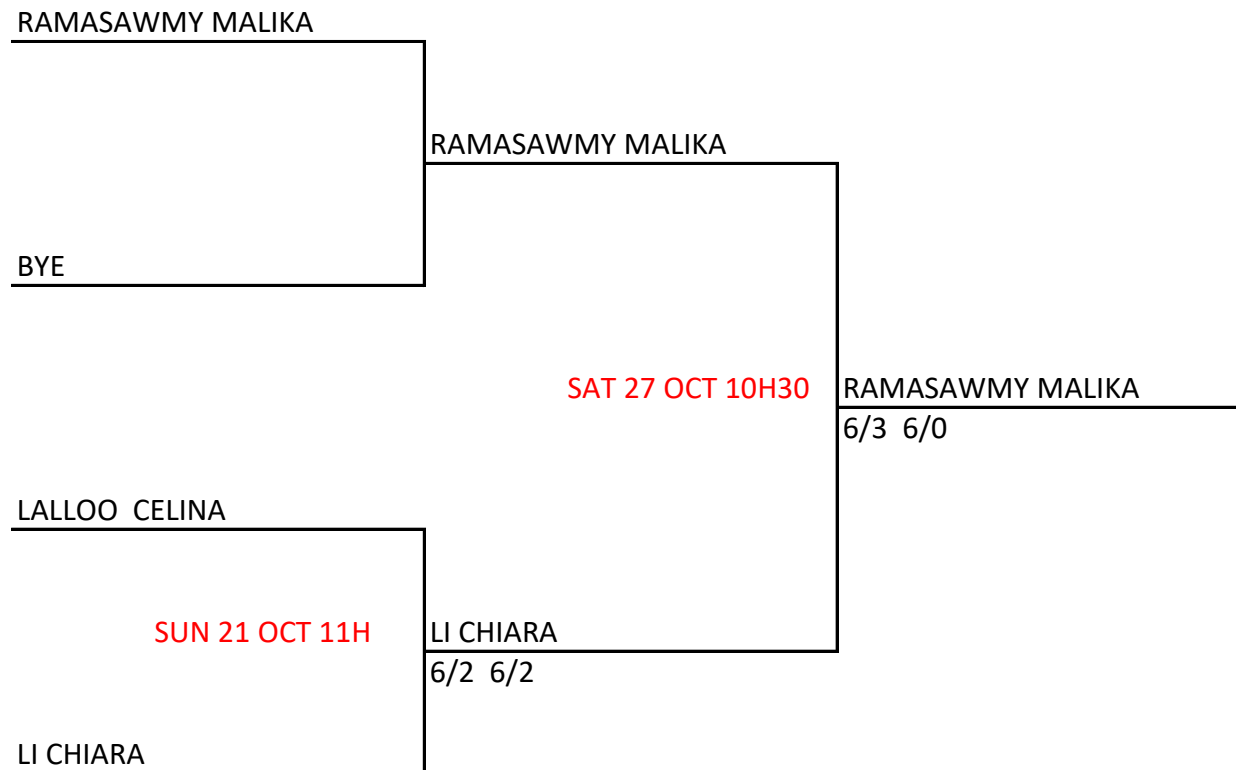 RAMASAWMY MALIKA
RAMASAWMY MALIKA
BYE
SAT 27 OCT 10H30
RAMASAWMY MALIKA
6/3 6/0
LALLOO CELINA
SUN 21 OCT 11H
LI CHIARA
6/2 6/2
LI CHIARA